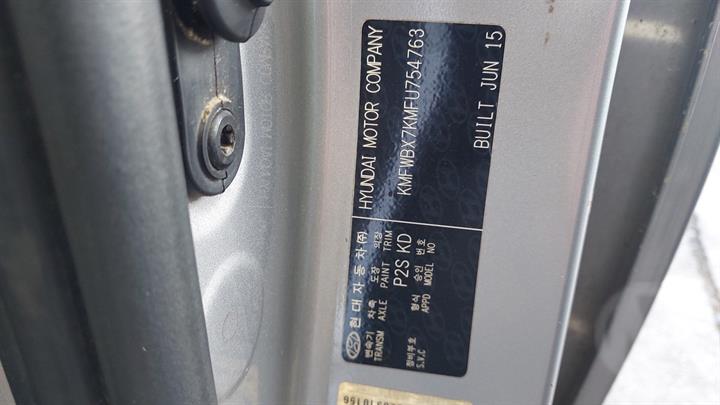 현대자동차(주) HYUNDAI MOTOR COMPANY
변속기 차축 도장 의장
TRANSM AXLE PAINT TRIM
P2S KD KMFWBX7KMFU754763
형식 승인 번호
APPD MODEL NO
정비부호
S.V.C
BUILT JUN 15